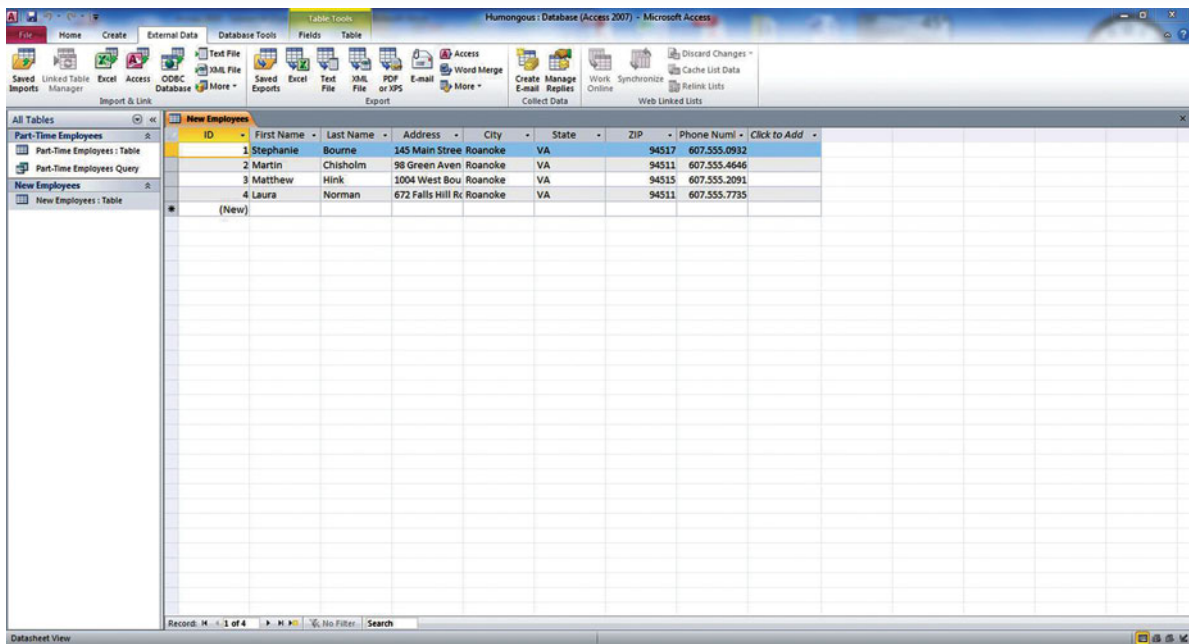 Table Tools
Humongous : Database (Access 2007) - Microsoft Access
File Home Create External Data Database Tools Fields Table
Saved Imports
Linked Table Manager
Excel
Access
ODBC Database
Text File
XML File
More
Import & Link
Saved Exports
Excel
Text File
XML File
PDF or XPS
E-mail
Access
Word Merge
More
Export
Create E-mail
Manage Replies
Collect Data
Work Online
Synchronize
Discard Changes
Cache List Data
Relink Lists
Web Linked Lists
All Tables
Part-Time Employees
Part-Time Employees : Table
Part-Time Employees Query
New Employees
New Employees : Table
New Employees
ID First Name Last Name Address City State ZIP Phone Numl Click to Add
1 Stephanie Bourne 145 Main Stree Roanoke VA 94517 607.555.0932
2 Martin Chisholm 98 Green Aven Roanoke VA 94511 607.555.4646
3 Matthew Hink 1004 West Bou Roanoke VA 94515 607.555.2091
4 Laura Norman 672 Falls Hill Rc Roanoke VA 94511 607.555.7735
(New)
Record: 1 of 4 No Filter Search
Datasheet View